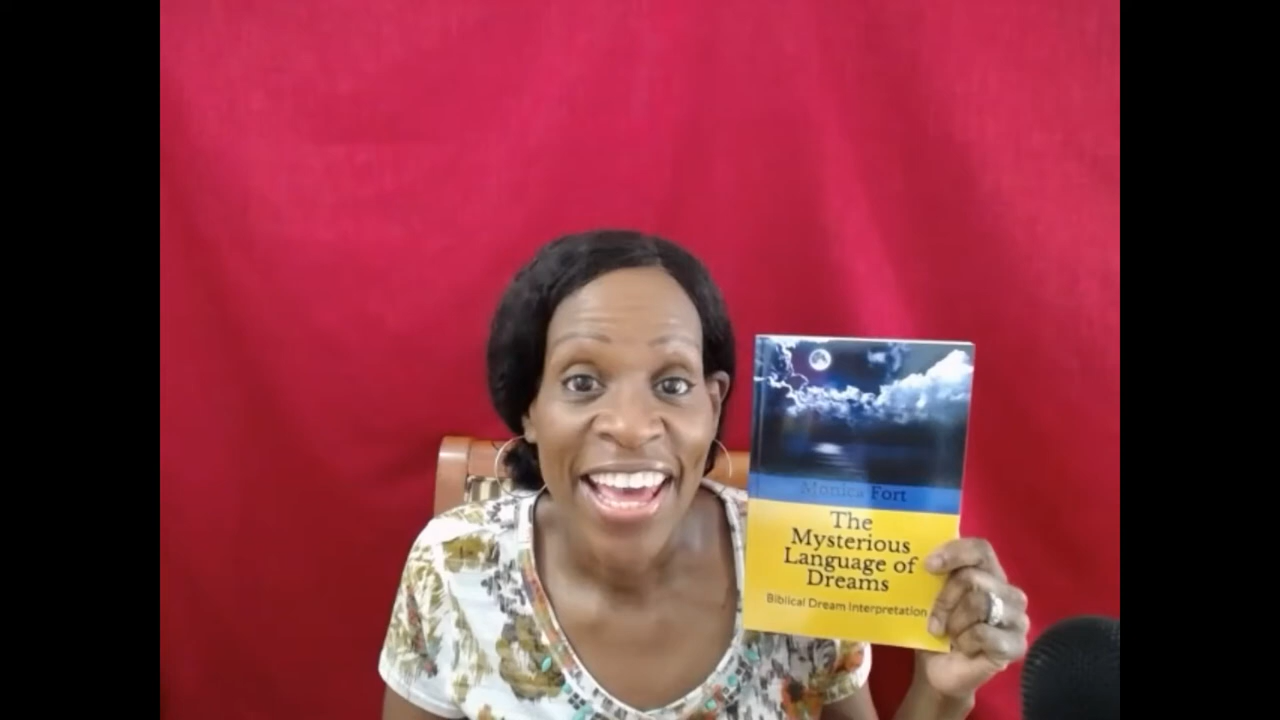 Monica Fort
The
Mysterious
Language of
Dreams
Biblical Dream Interpretation